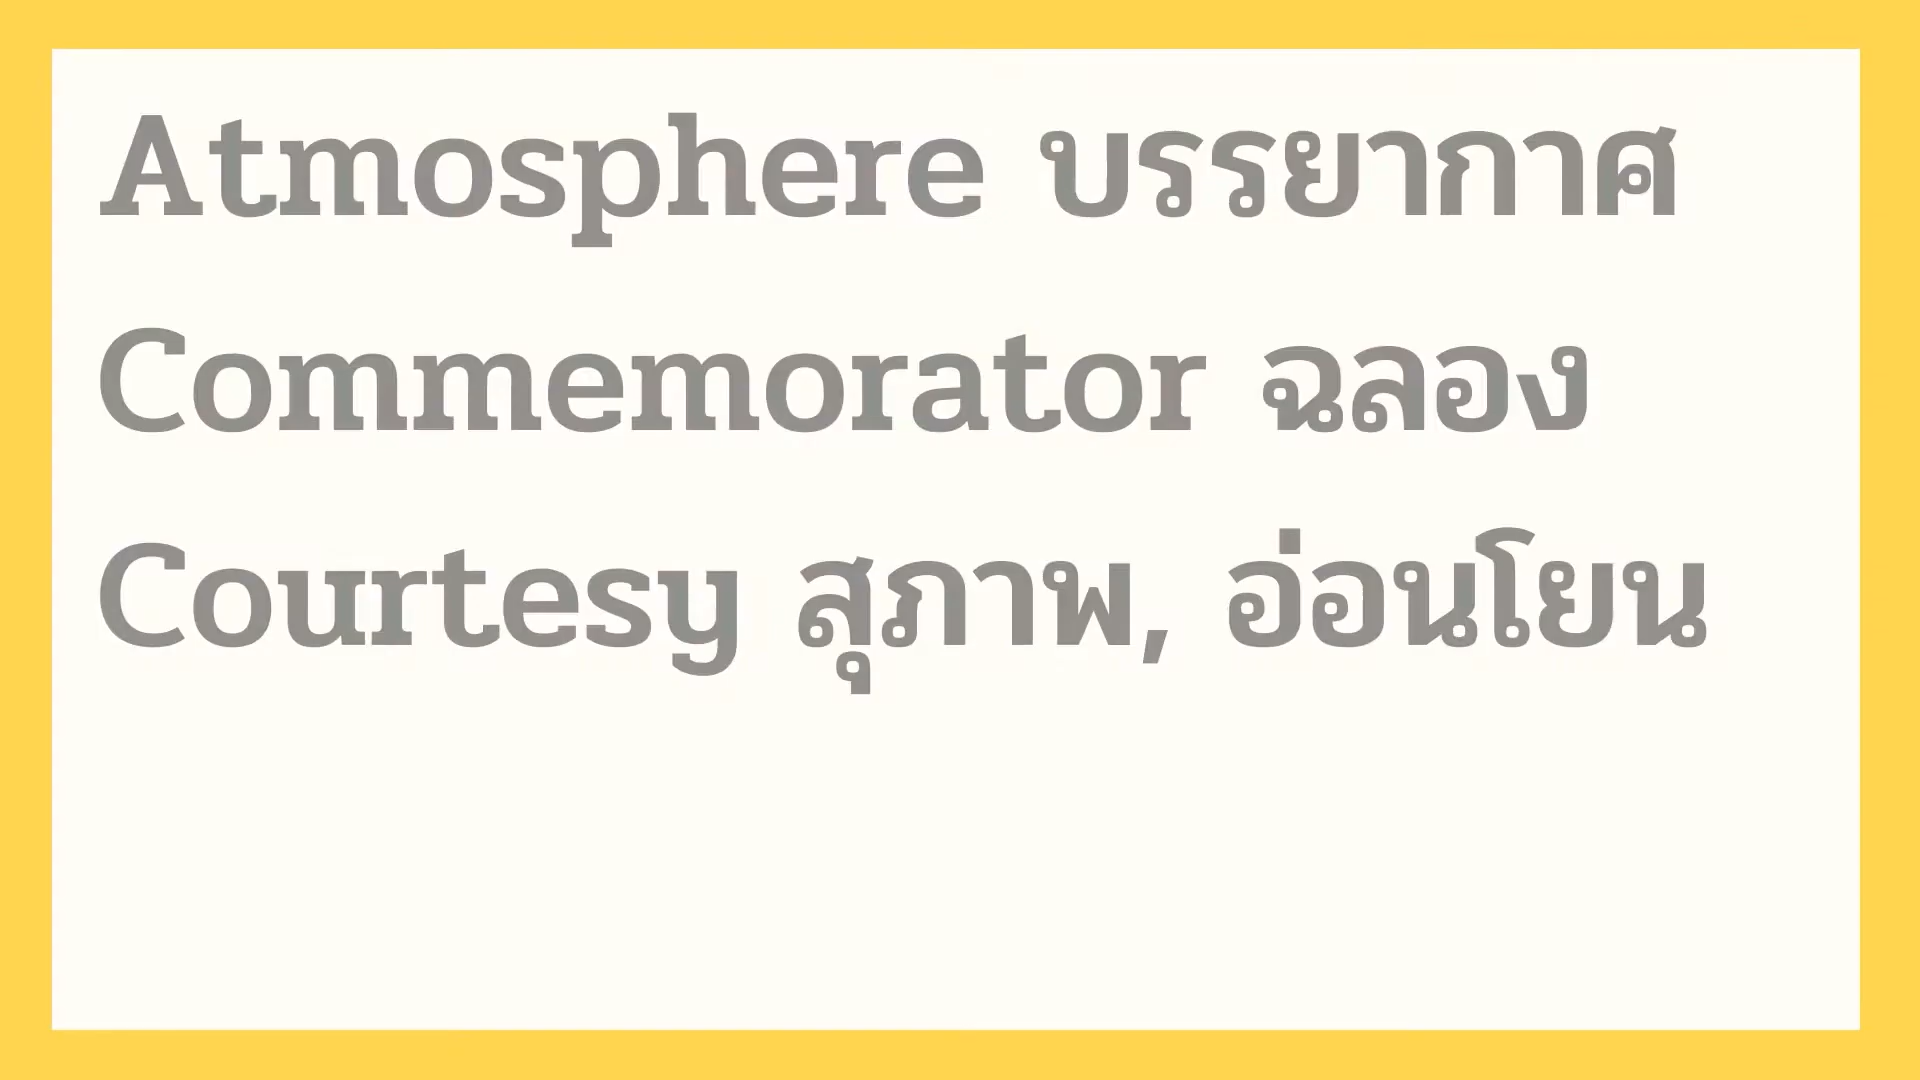 Atmosphere บรรยากาศ
Commemorator ฉลอง
Courtesy สุภาพ, อ่อนโยน